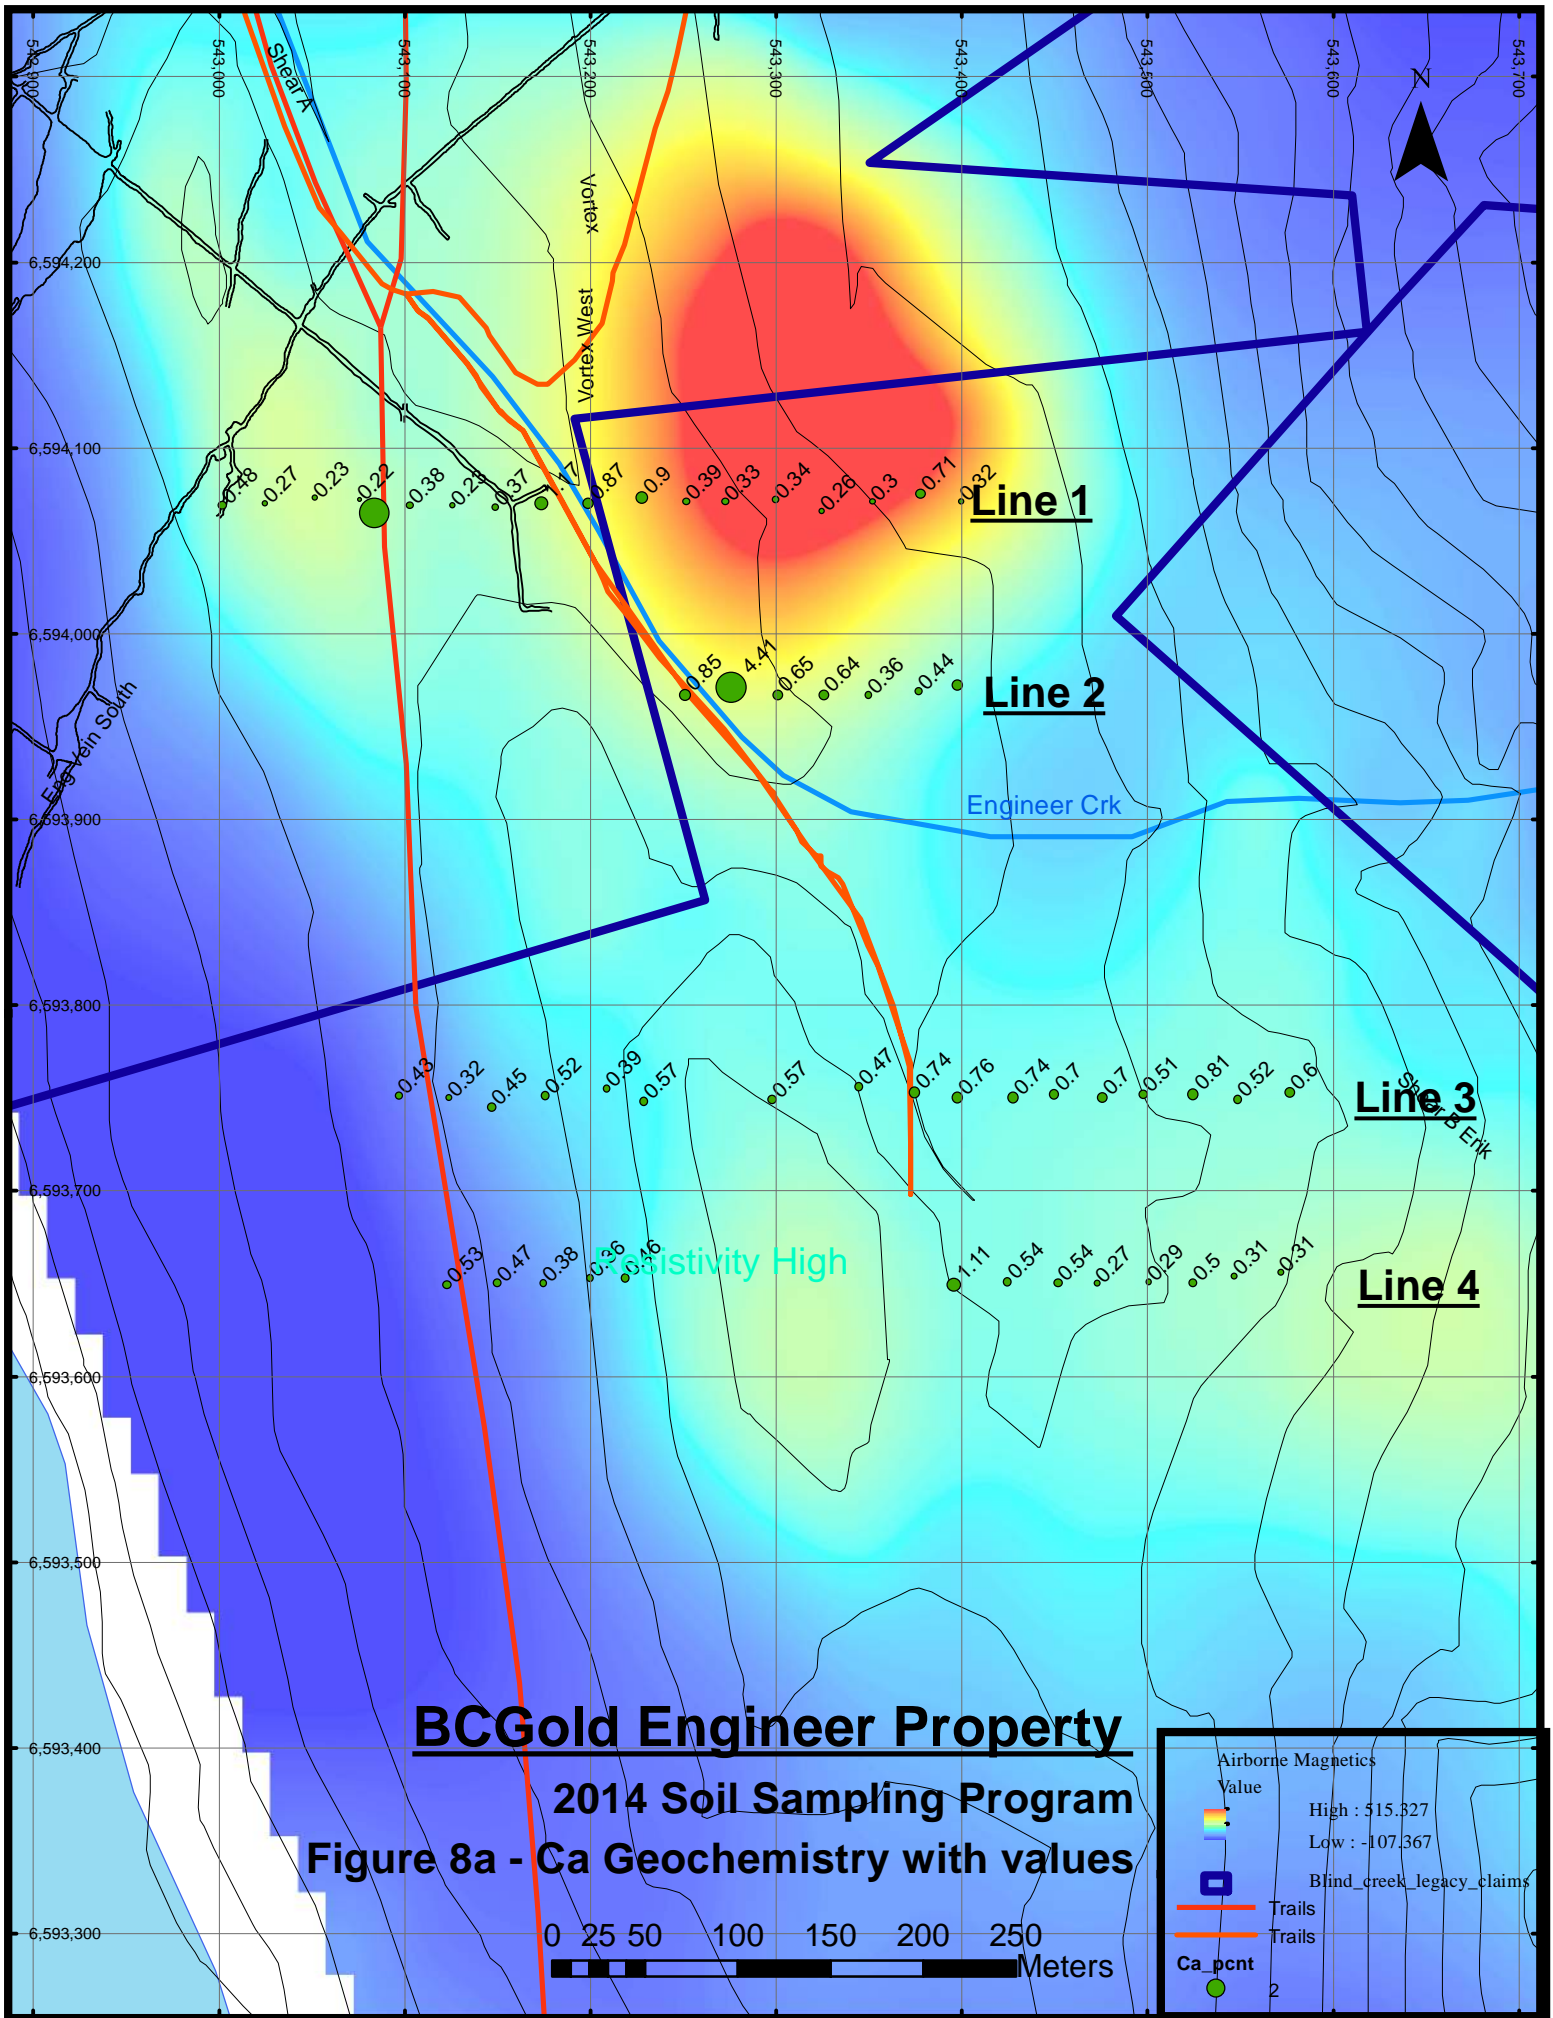 542,900
543,000
543,100
543,200
543,300
543,400
543,500
543,600
543,700
N
Shear A
Vortex
6,594,200
Vortex West
6,594,100
0.48
0.27
0.23
0.22
0.38
0.23
0.37
1.17
0.87
0.9
0.39
0.33
0.34
0.26
0.3
0.71
0.32
Line 1
6,594,000
0.85
4.41
0.65
0.64
0.36
0.44
Line 2
Eng Vein South
6,593,900
Engineer Crk
6,593,800
0.43
0.32
0.45
0.52
0.39
0.57
0.57
0.47
0.74
0.76
0.74
0.7
0.7
0.51
0.81
0.52
0.6
Line 3
Shear B Erik
6,593,700
0.53
0.47
0.38
0.36
0.46
Resistivity High
1.11
0.54
0.54
0.27
0.29
0.5
0.31
0.31
Line 4
6,593,600
6,593,500
6,593,400
6,593,300
BCGold Engineer Property
2014 Soil Sampling Program
Figure 8a - Ca Geochemistry with values
0 25 50 100 150 200 250
Meters
Airborne Magnetics
Value
High : 515.327
Low : -107.367
Blind_creek_legacy_claims
Trails
Trails
Ca_pcnt
2